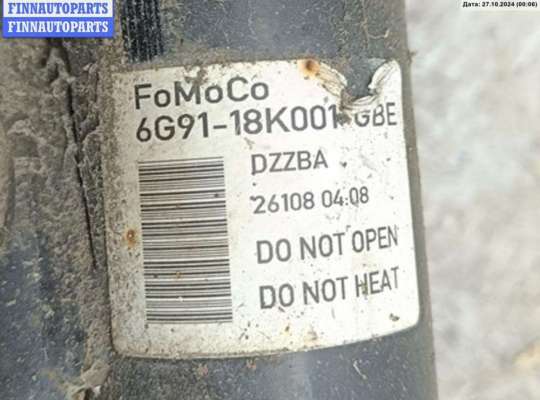 FINNAUTOPARTS
FINNAUTOPARTS
Дата: 27.10.2024 (00:06)
FoMoCo
6G91-18K001-GBE
DZZBA
26108 04:08
DO NOT OPEN
DO NOT HEAT